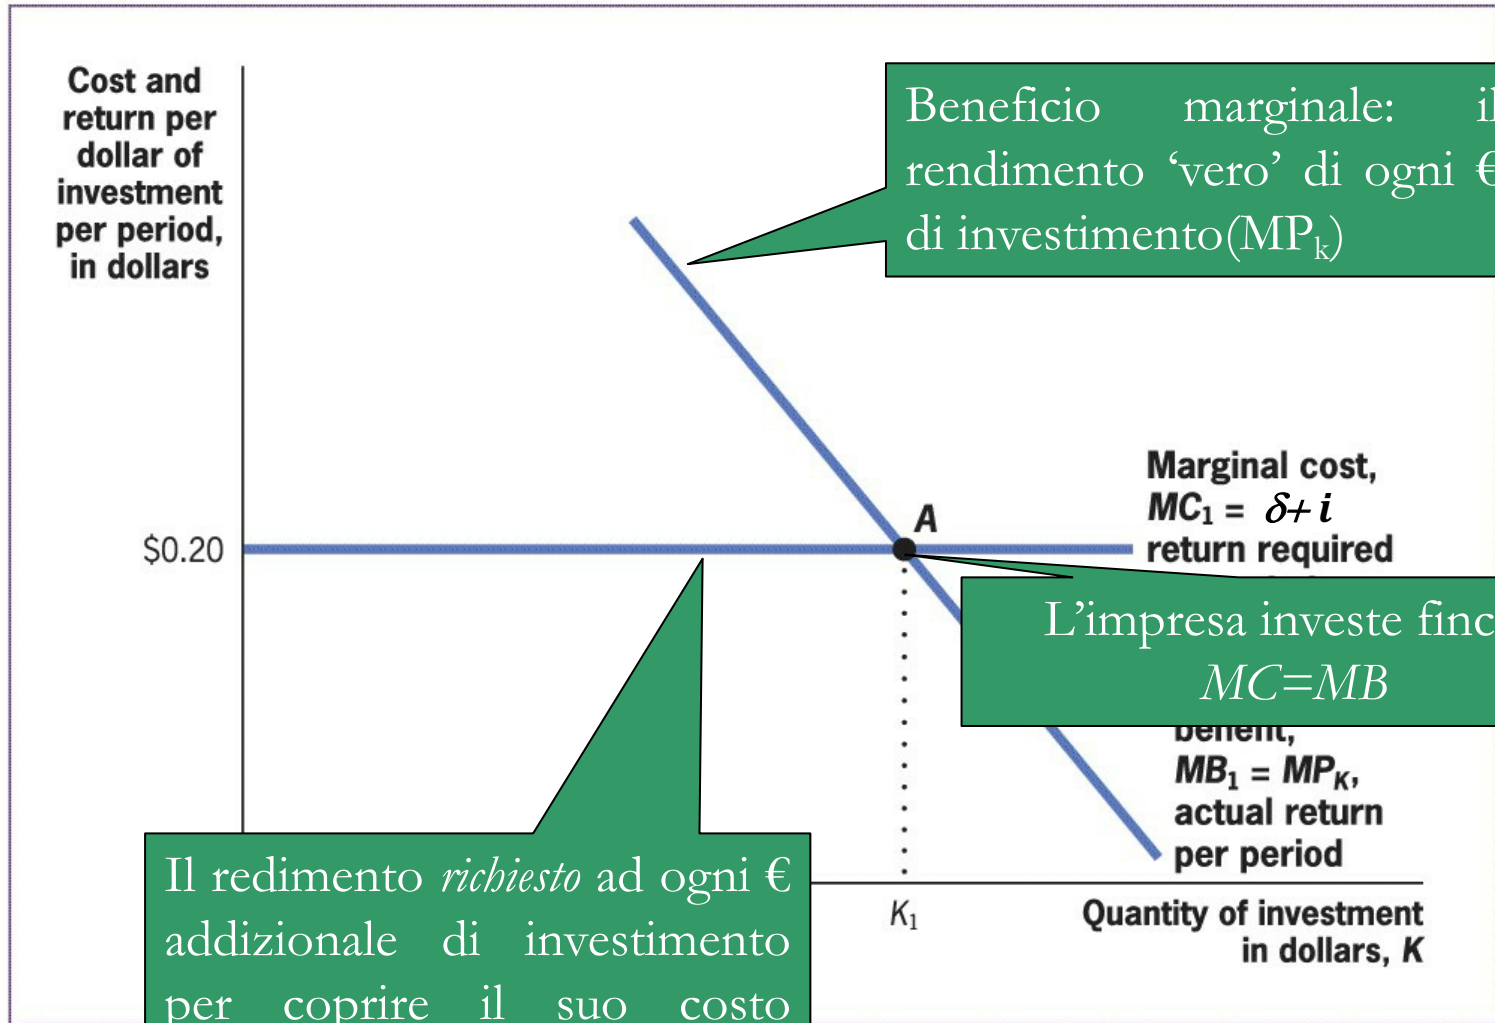 Cost and
return per
dollar of
investment
per period,
in dollars
Beneficio marginale: il
rendimento ‘vero’ di ogni €
di investimento(MPk)
Marginal cost,
MC1 = δ+i
return required
A
$0.20
L’impresa investe finc
MC=MB
benefit,
MB1 = MPK,
actual return
per period
Il redimento richiesto ad ogni €
addizionale di investimento
per coprire il suo costo
K1
Quantity of investment
in dollars, K